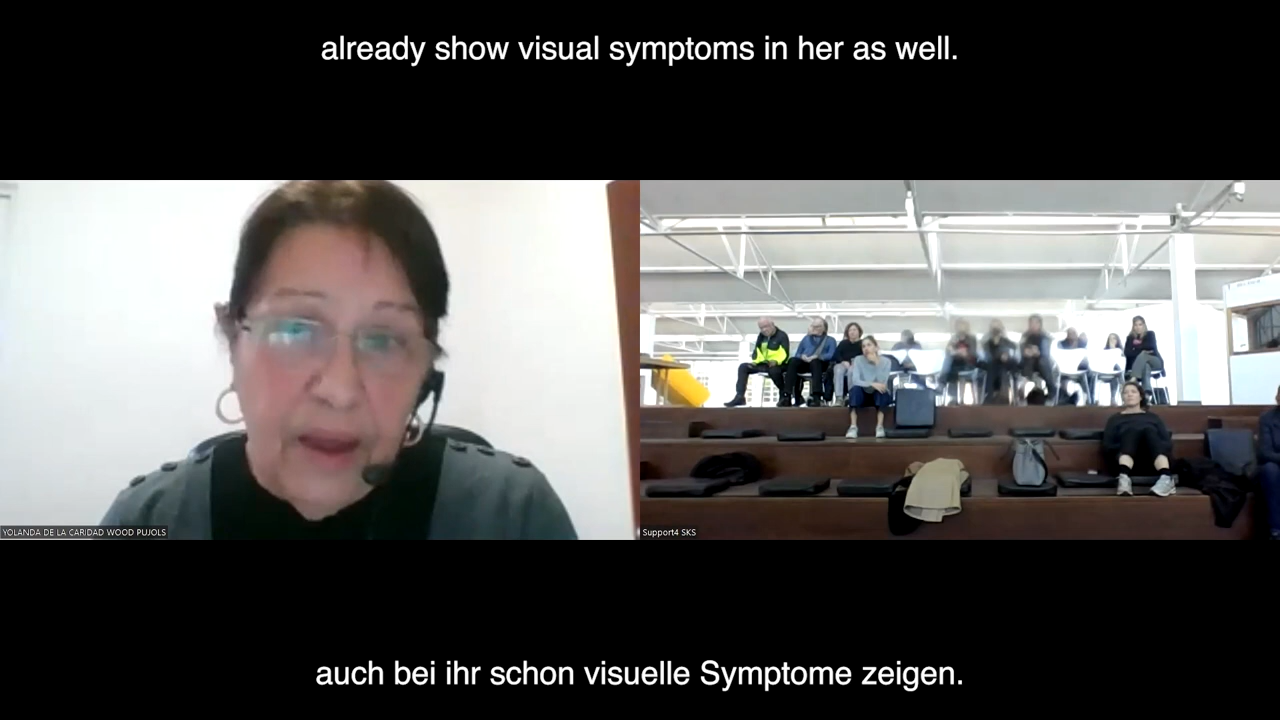 already show visual symptoms in her as well.
YOLANDA DE LA CARIDAD WOOD PUJOLS
Support4 SKS
auch bei ihr schon visuelle Symptome zeigen.